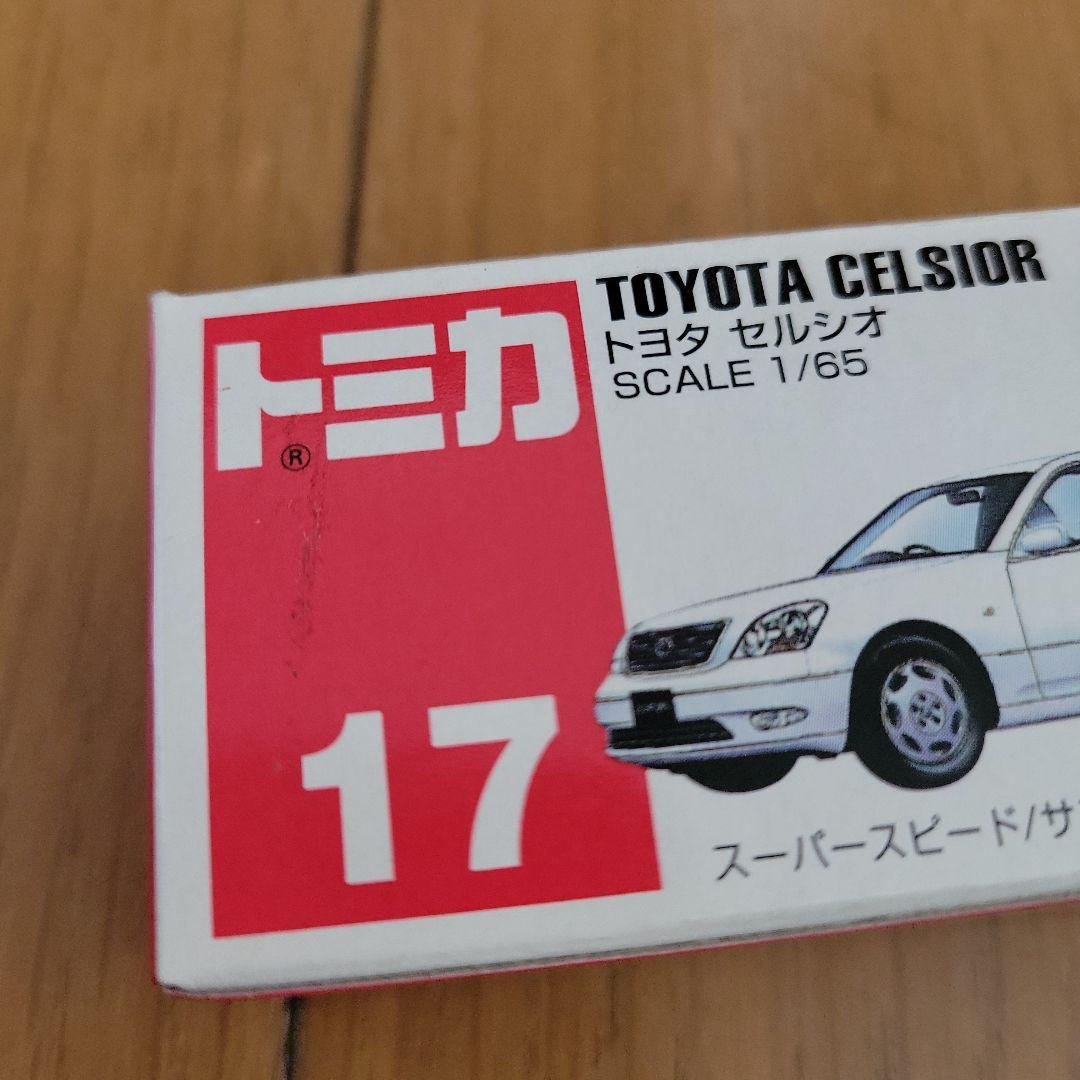 トミカ
®
17
TOYOTA CELSIOR
トヨタ セルシオ
SCALE 1/65
スーパースピード/サ